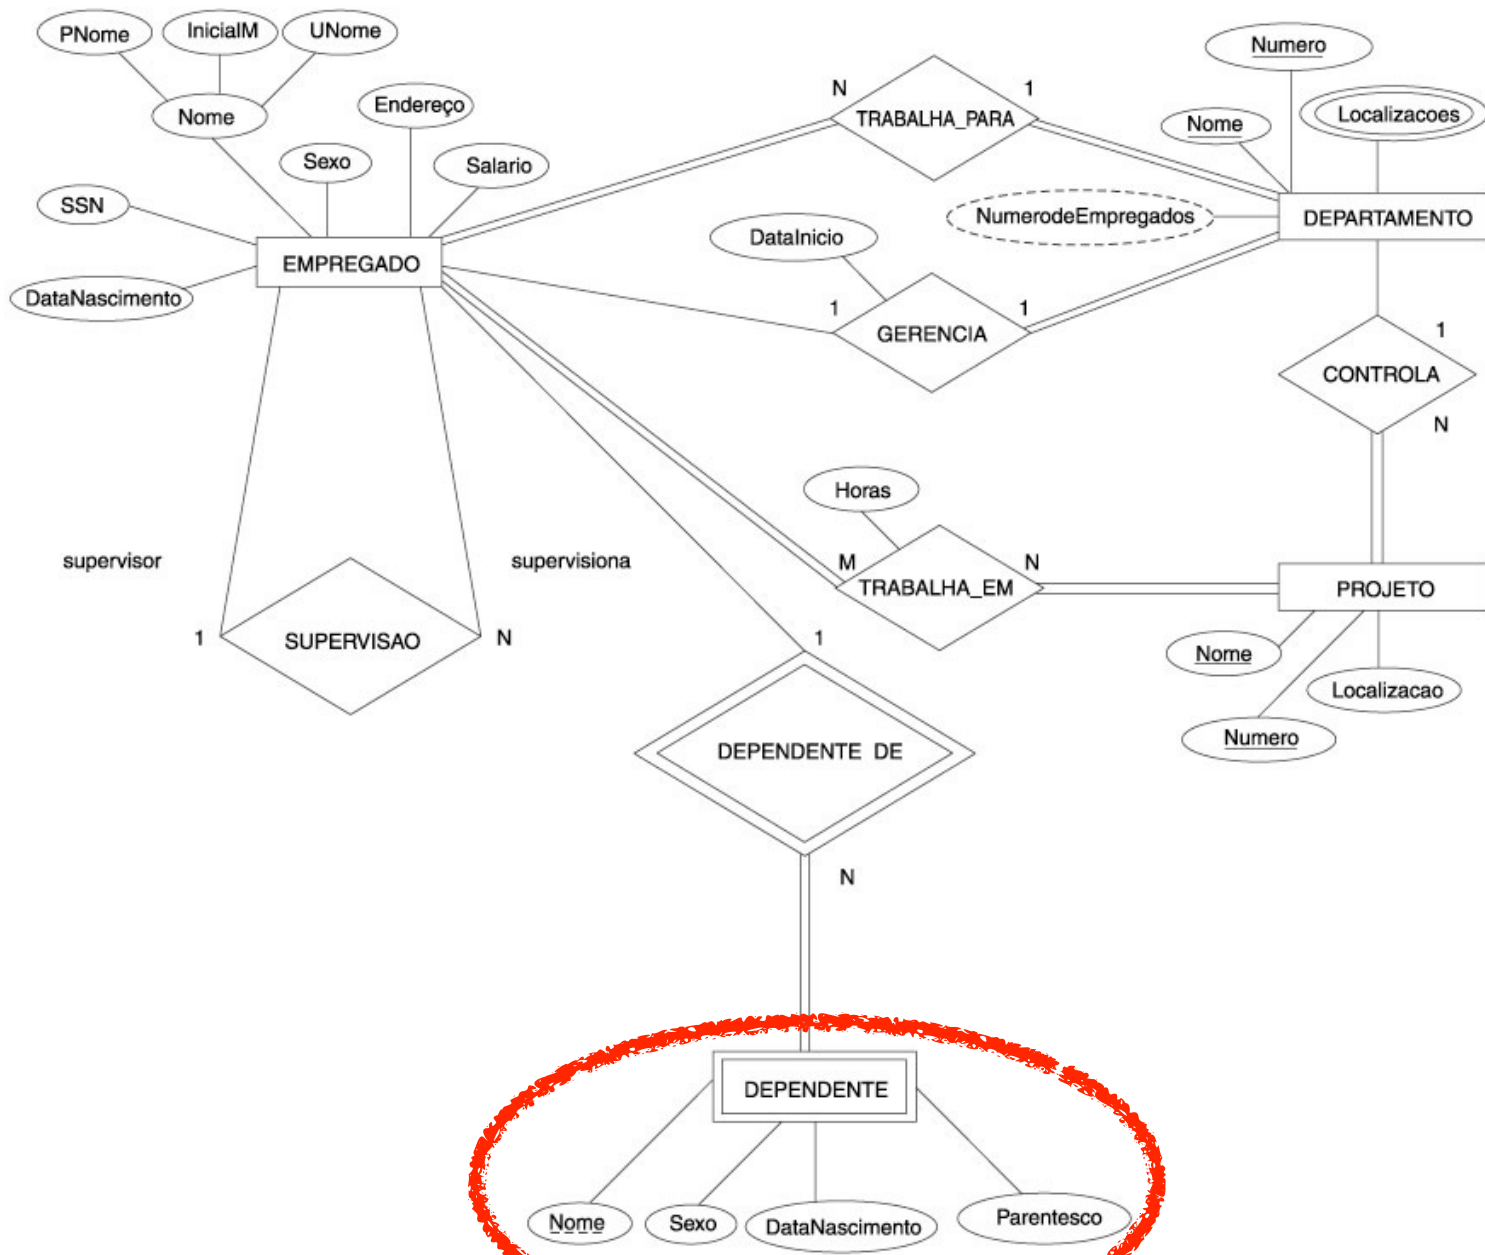 PNome
InicialM
UNome
Numero
Nome
Endereço
N
1
TRABALHA_PARA
Nome
Localizacoes
Sexo
Salario
SSN
NumerodeEmpregados
DEPARTAMENTO
DataInicio
EMPREGADO
DataNascimento
1
1
GERENCIA
1
CONTROLA
N
Horas
supervisor
supervisiona
M
N
TRABALHA_EM
PROJETO
1
SUPERVISAO
N
1
Nome
Localizacao
Numero
DEPENDENTE DE
N
DEPENDENTE
Nome
Sexo
DataNascimento
Parentesco